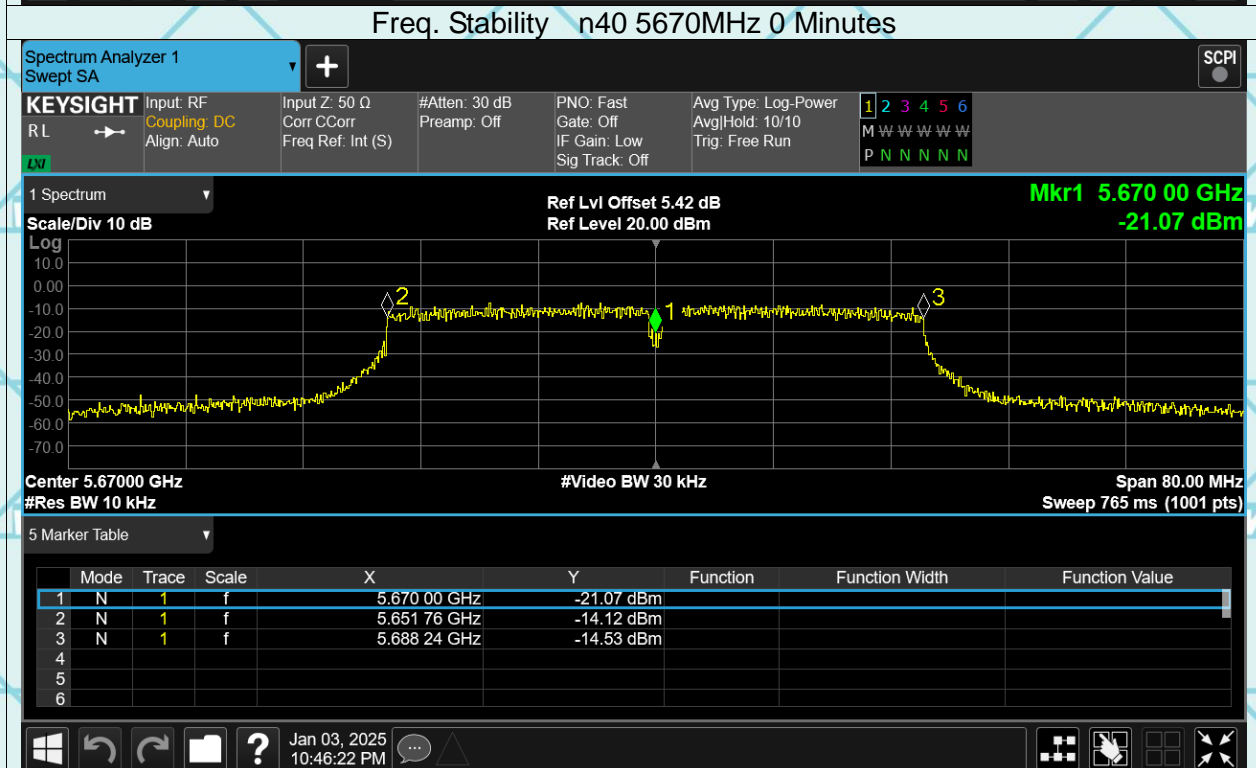 Freq. Stability n40 5670MHz 0 Minutes
Spectrum Analyzer 1
Swept SA
+
SCPI
KEYSIGHT Input: RF Input Z: 50 Ω #Atten: 30 dB PNO: Fast Avg Type: Log-Power 1 2 3 4 5 6
R L Coupling: DC Corr CCorr Preamp: Off Gate: Off Avg|Hold: 10/10 M W W W W W
Align: Auto Freq Ref: Int (S) IF Gain: Low Trig: Free Run P N N N N N
LXI Sig Track: Off
1 Spectrum Mkr1 5.670 00 GHz
Ref Lvl Offset 5.42 dB -21.07 dBm
Scale/Div 10 dB Ref Level 20.00 dBm
Log
10.0
0.00
-10.0
-20.0
-30.0
-40.0
-50.0
-60.0
-70.0
2
1
3
Center 5.67000 GHz #Video BW 30 kHz Span 80.00 MHz
#Res BW 10 kHz Sweep 765 ms (1001 pts)
5 Marker Table
Mode Trace Scale X Y Function Function Width Function Value
1 N 1 f 5.670 00 GHz -21.07 dBm
2 N 1 f 5.651 76 GHz -14.12 dBm
3 N 1 f 5.688 24 GHz -14.53 dBm
4
5
6
? Jan 03, 2025
10:46:22 PM